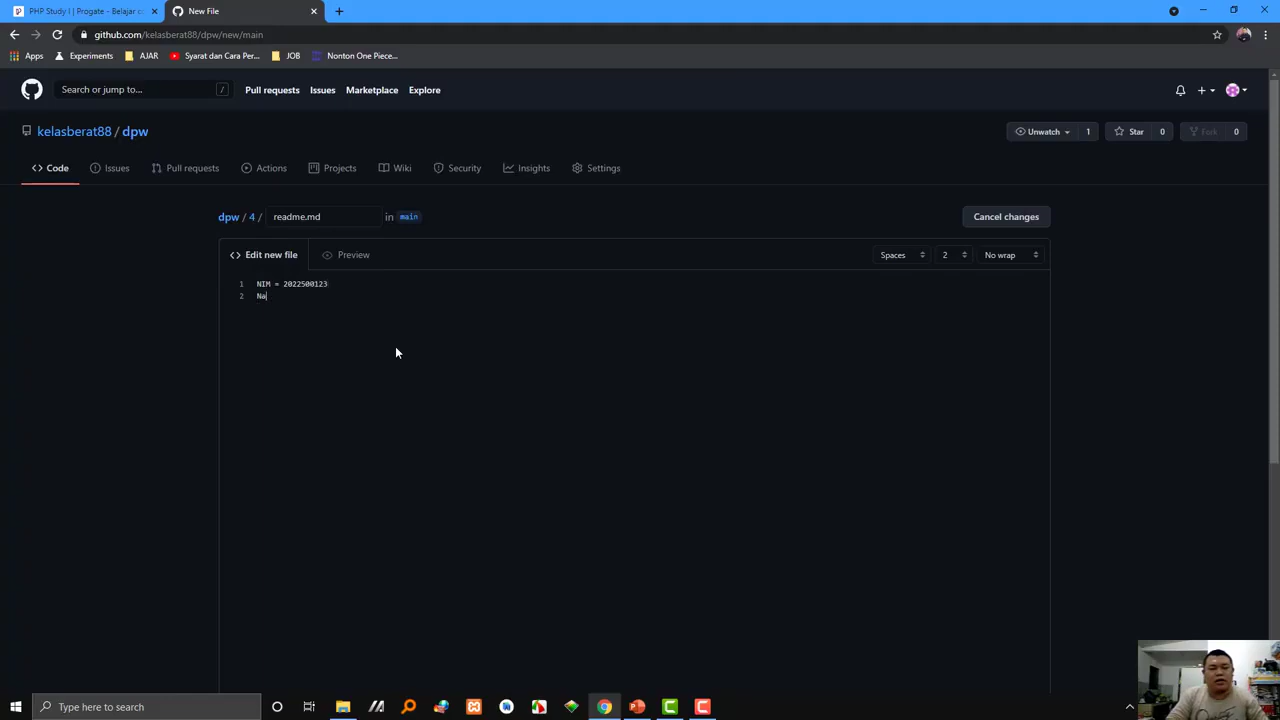 PHP Study I | Progate - Belajar c
New File
github.com/kelasberat88/dpw/new/main
Apps
Experiments
AJAR
Syarat dan Cara Per...
JOB
Nonton One Piece...
Search or jump to...
/
Pull requests
Issues
Marketplace
Explore
kelasberat88 / dpw
Unwatch 1
Star 0
Fork 0
Code
Issues
Pull requests
Actions
Projects
Wiki
Security
Insights
Settings
dpw / 4 / readme.md in main
Cancel changes
Edit new file
Preview
Spaces
2
No wrap
1 NIM = 2022500123
2 Na
Type here to search